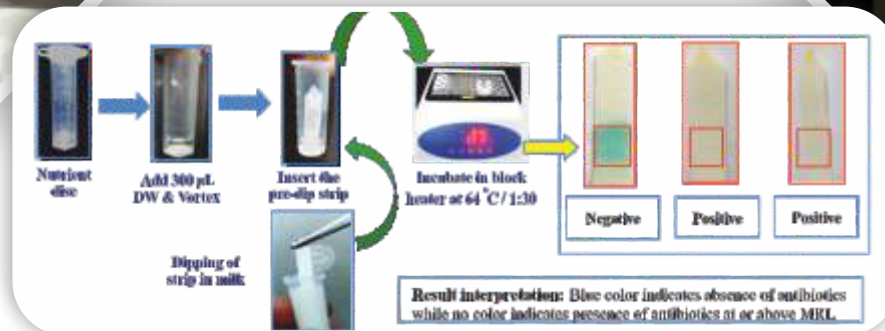 Nutrient
disc
Add 300 µL
DW & Vortex
Insert the
pre-dip strip
Dipping of
strip in milk
Incubate in block
heater at 64 °C / 1:30
Negative
Positive
Positive
Result interpretation: Blue color indicates absence of antibiotics
while no color indicates presence of antibiotics at or above MRL